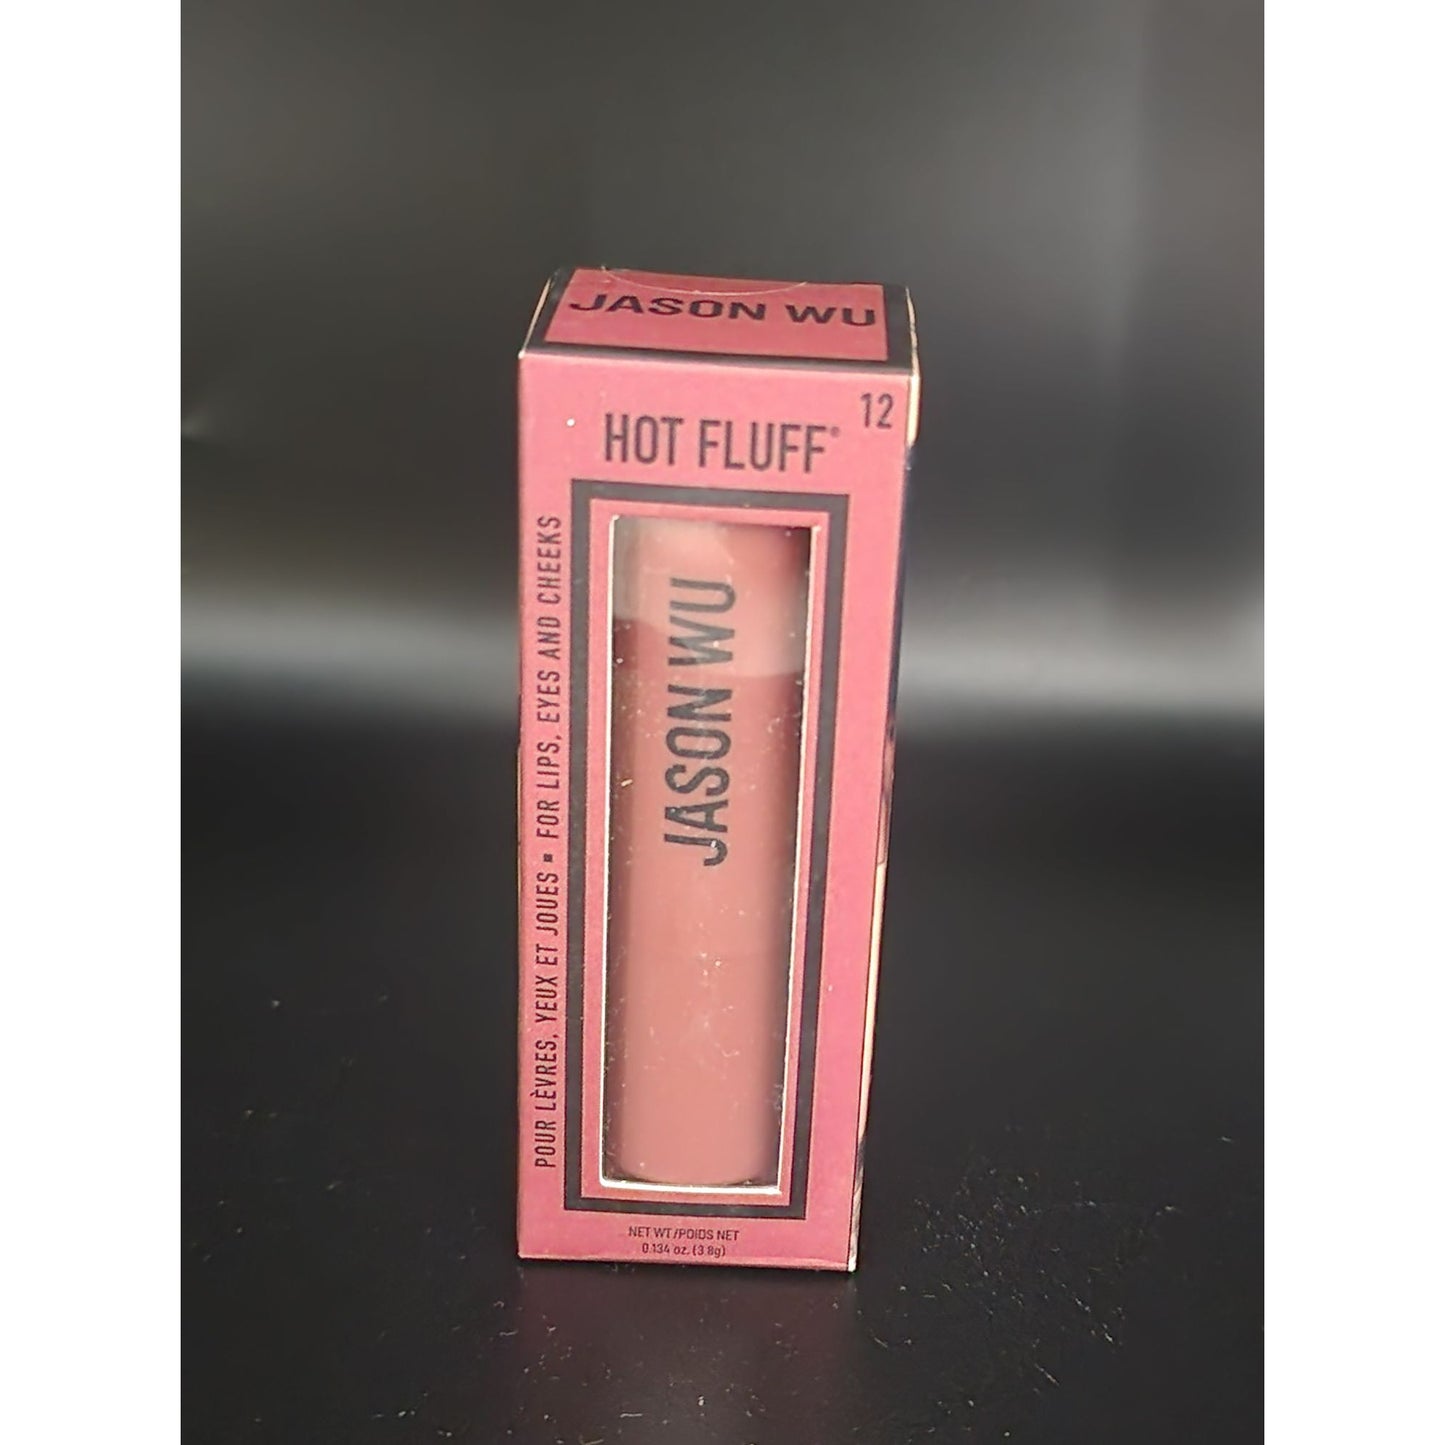 JASON WU
12
HOT FLUFF®
POUR LÈVRES, YEUX ET JOUES ▪ FOR LIPS, EYES AND CHEEKS
JASON WU
NET WT/POIDS NET
0.134 oz. (3.8g)